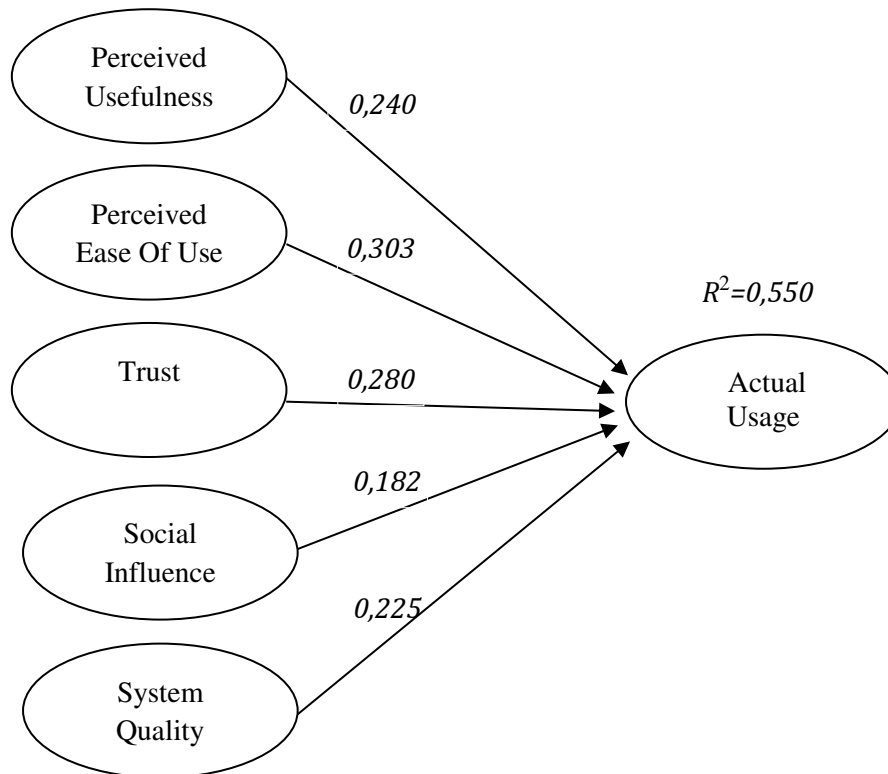 Perceived
Usefulness
0,240
Perceived
Ease Of Use
0,303
R²=0,550
Trust
0,280
Actual
Usage
Social
Influence
0,182
0,225
System
Quality